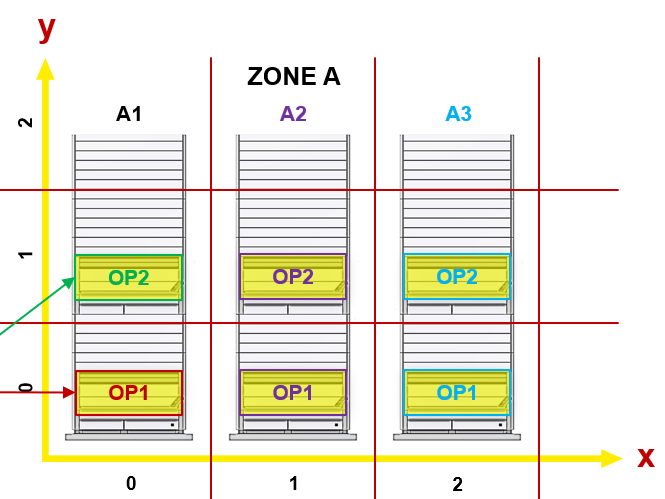 y
ZONE A
A1 A2 A3
2
1
OP2 OP2 OP2
0
OP1 OP1 OP1
x
0 1 2